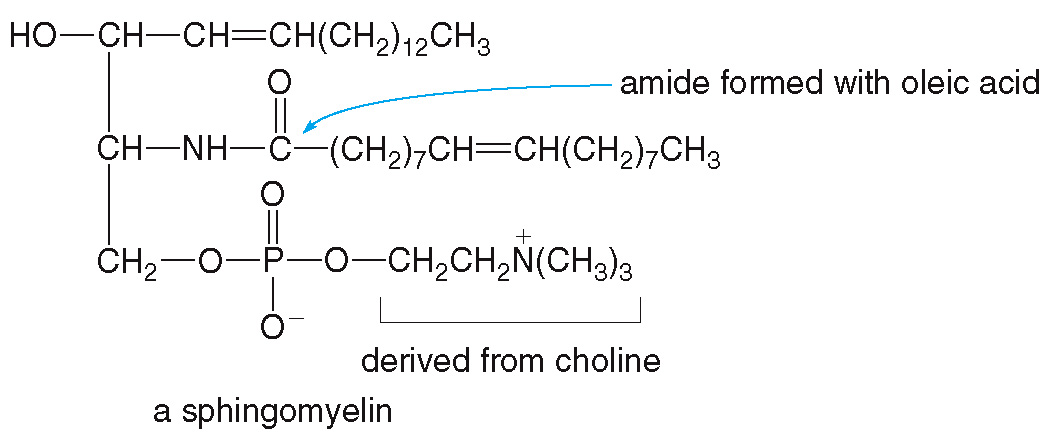 HO—CH—CH=CH(CH₂)₁₂CH₃
O
amide formed with oleic acid
CH—NH—C—(CH₂)₇CH=CH(CH₂)₇CH₃
O
CH₂—O—P—O—CH₂CH₂N⁺(CH₃)₃
O⁻
derived from choline
a sphingomyelin